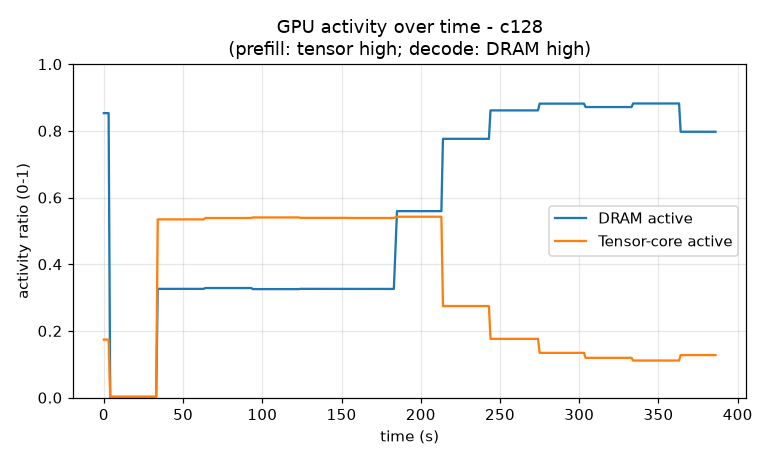 GPU activity over time - c128
(prefill: tensor high; decode: DRAM high)
1.0
0.8
0.6
0.4
0.2
0.0
activity ratio (0-1)
DRAM active
Tensor-core active
0 50 100 150 200 250 300 350 400
time (s)